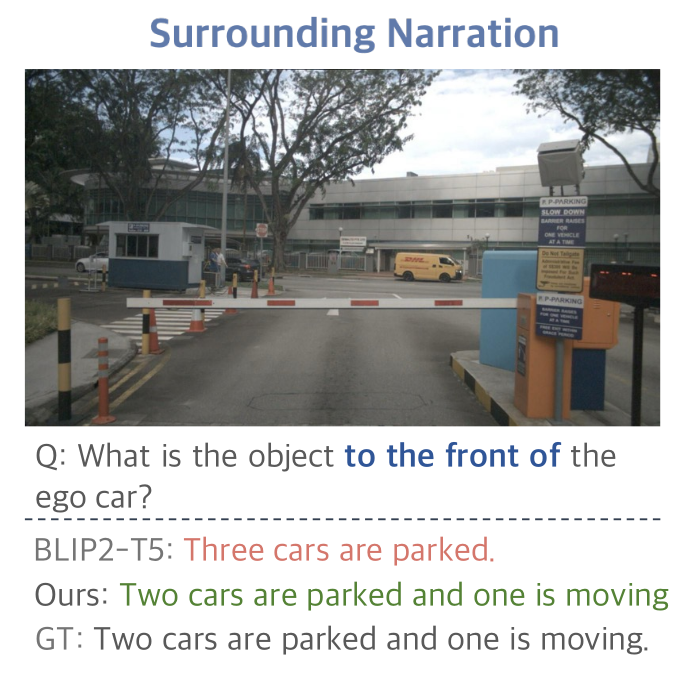 Surrounding Narration
DHL
P.P-PARKING
SLOW DOWN
BARRIER RAISES
FOR
ONE VEHICLE
AT A TIME
Do Not Tailgate
P.P-PARKING
Q: What is the object to the front of the
ego car?
BLIP2-T5: Three cars are parked.
Ours: Two cars are parked and one is moving
GT: Two cars are parked and one is moving.